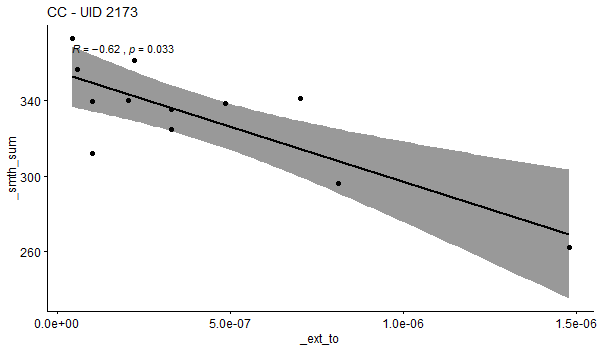 CC - UID 2173
R = −0.62 , p = 0.033
340
300
260
_smth_sum
0.0e+00
5.0e-07
1.0e-06
1.5e-06
_ext_to